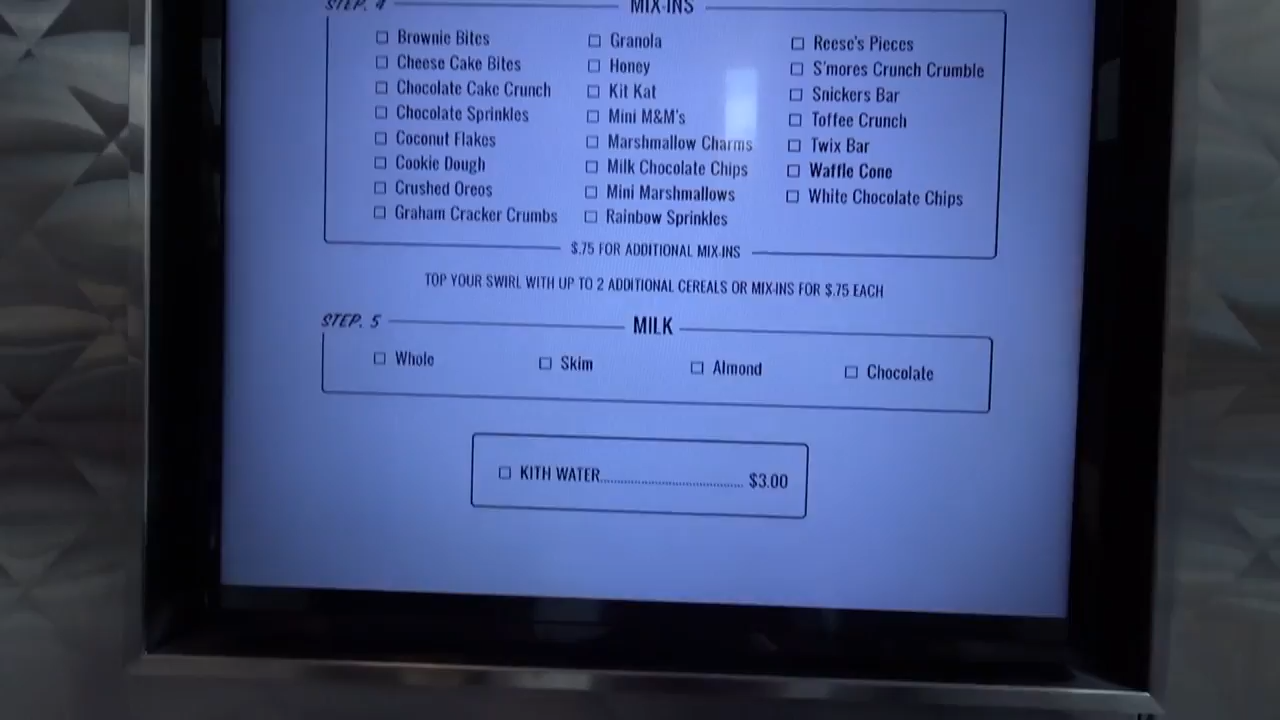 STEP. 4 MIX-INS
☐ Brownie Bites ☐ Granola ☐ Reese's Pieces
☐ Cheese Cake Bites ☐ Honey ☐ S'mores Crunch Crumble
☐ Chocolate Cake Crunch ☐ Kit Kat ☐ Snickers Bar
☐ Chocolate Sprinkles ☐ Mini M&M's ☐ Toffee Crunch
☐ Coconut Flakes ☐ Marshmallow Charms ☐ Twix Bar
☐ Cookie Dough ☐ Milk Chocolate Chips ☐ Waffle Cone
☐ Crushed Oreos ☐ Mini Marshmallows ☐ White Chocolate Chips
☐ Graham Cracker Crumbs ☐ Rainbow Sprinkles
$.75 FOR ADDITIONAL MIX-INS
TOP YOUR SWIRL WITH UP TO 2 ADDITIONAL CEREALS OR MIX-INS FOR $.75 EACH
STEP. 5 MILK
☐ Whole ☐ Skim ☐ Almond ☐ Chocolate
☐ KITH WATER................................................ $3.00